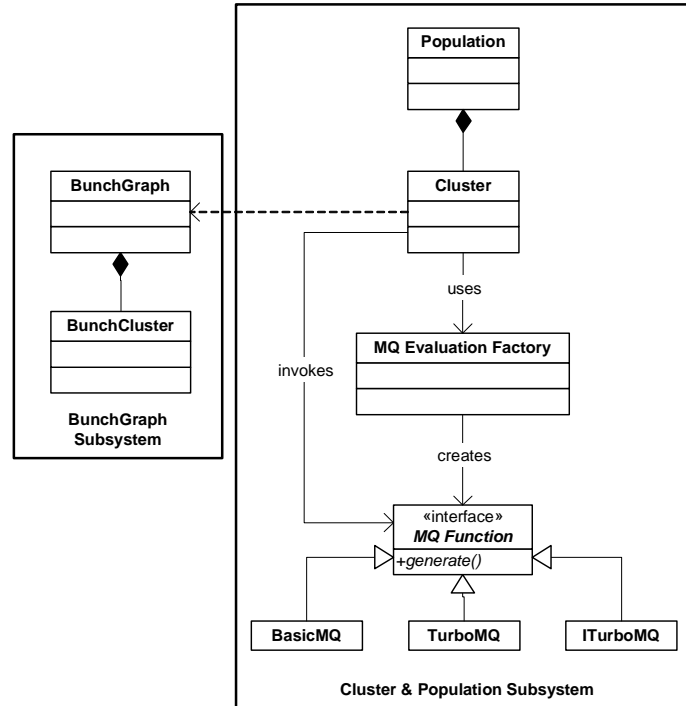 Population
BunchGraph
Cluster
uses
BunchCluster
MQ Evaluation Factory
invokes
BunchGraph
Subsystem
creates
«interface»
MQ Function
+generate()
BasicMQ
TurboMQ
ITurboMQ
Cluster & Population Subsystem